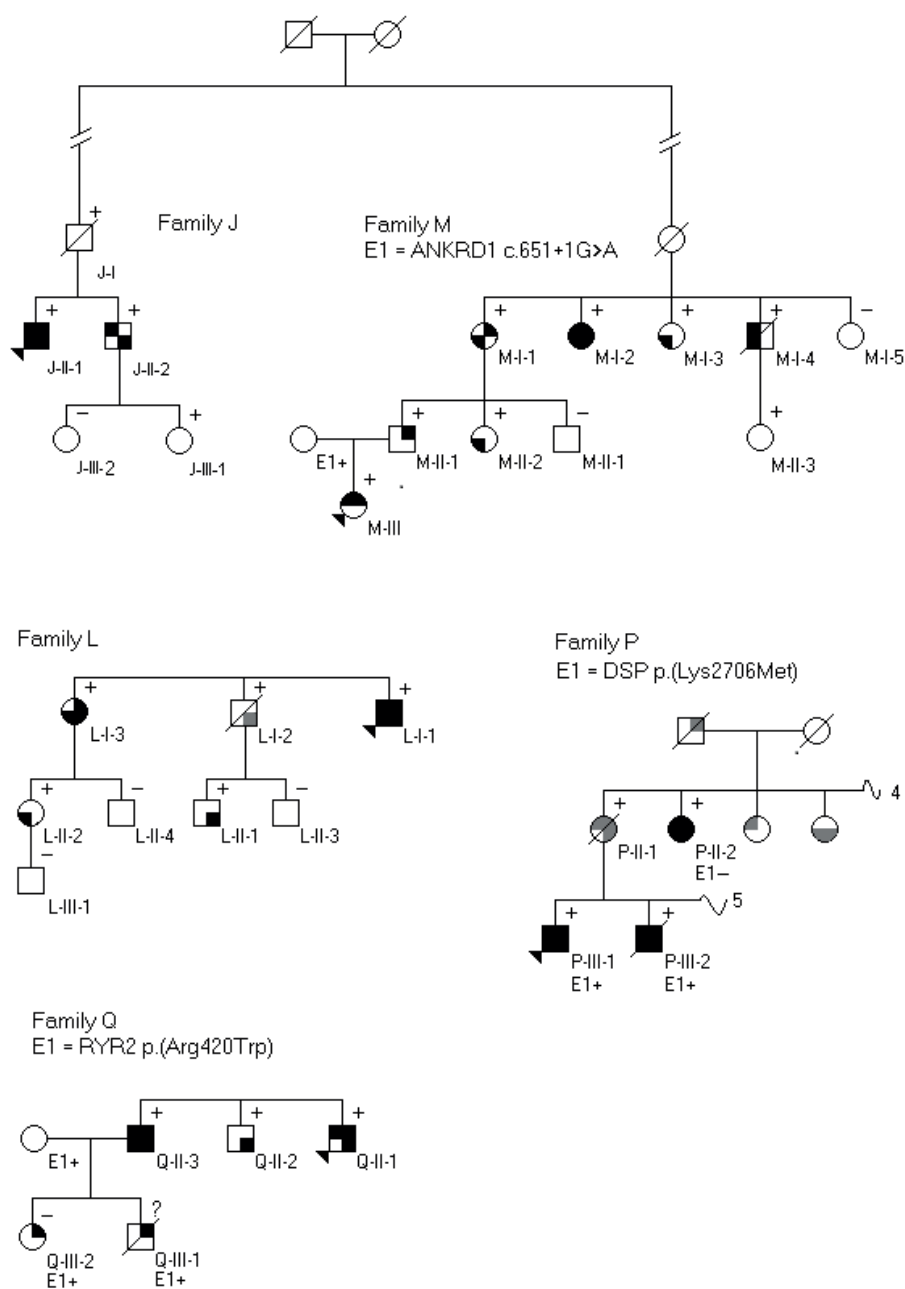 +
Family J
Family M
E1 = ANKRD1 c.651+1G>A
J-I
+ + + + + + −
J-II-1 J-II-2 M-I-1 M-I-2 M-I-3 M-I-4 M-I-5
− + + + − +
J-III-2 J-III-1 E1+ M-II-1 M-II-2 M-II-1 M-II-3
+
M-III
Family L
Family P
E1 = DSP p.(Lys2706Met)
+ + +
L-I-3 L-I-2 L-I-1
4
+ − + − + +
L-II-2 L-II-4 L-II-1 L-II-3 P-II-1 P-II-2
E1−
−
L-III-1
5
+ +
P-III-1 P-III-2
E1+ E1+
Family Q
E1 = RYR2 p.(Arg420Trp)
+ + +
E1+ Q-II-3 Q-II-2 Q-II-1
− ?
Q-III-2 Q-III-1
E1+ E1+